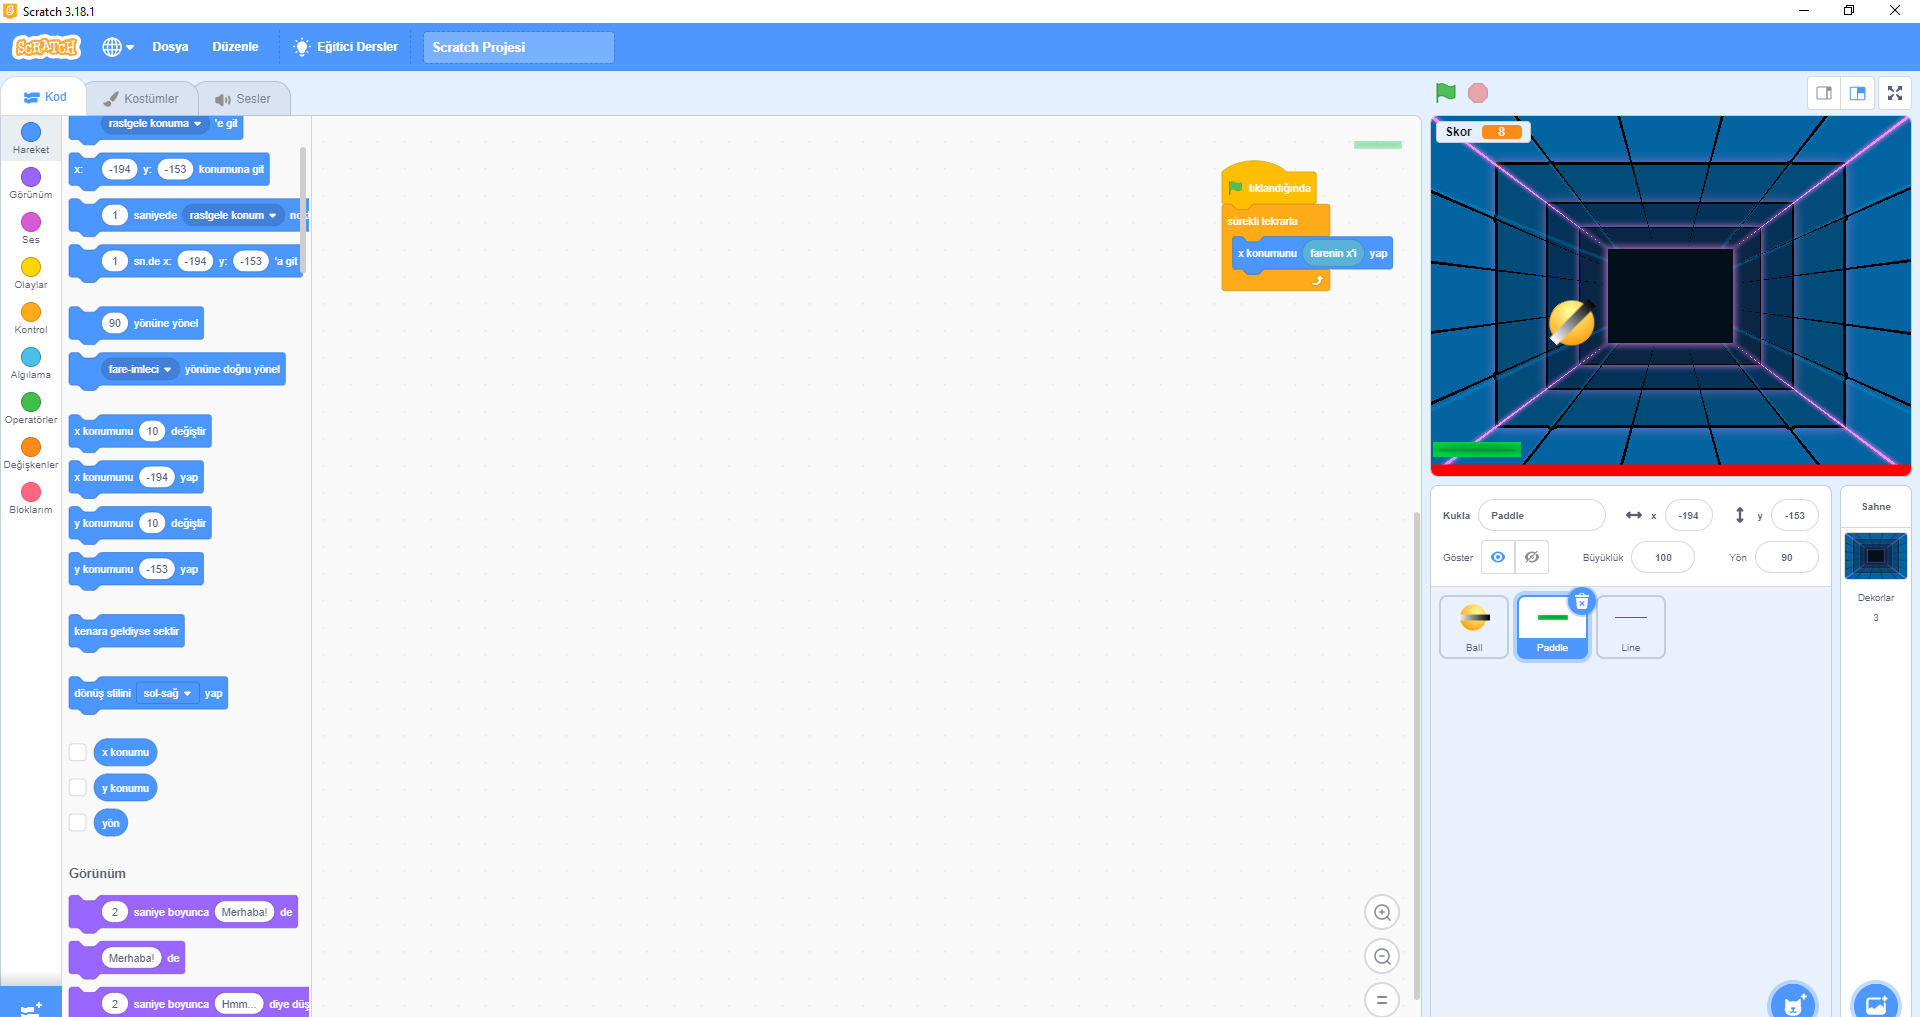 Scratch 3.18.1
SCRATCH
Dosya
Düzenle
Eğitici Dersler
Scratch Projesi
Kod
Kostümler
Sesler
Hareket
Görünüm
Ses
Olaylar
Kontrol
Algılama
Operatörler
Değişkenler
Bloklarım
rastgele konuma 'e git
x: -194 y: -153 konumuna git
1 saniyede rastgele konum
1 sn.de x: -194 y: -153 'a git
90 yönüne yönel
fare-imleci yönüne doğru yönel
x konumunu 10 değiştir
x konumunu -194 yap
y konumunu 10 değiştir
y konumunu -153 yap
kenara geldiyse sektir
dönüş stilini sol-sağ yap
x konumu
y konumu
yön
Görünüm
2 saniye boyunca Merhaba! de
Merhaba! de
2 saniye boyunca Hmm... diye düş
tıklandığında
sürekli tekrarla
x konumunu farenin x'i yap
Skor 8
Kukla Paddle x -194 y -153
Göster Büyüklük 100 Yön 90
Ball
Paddle
Line
Sahne
Dekorlar
3